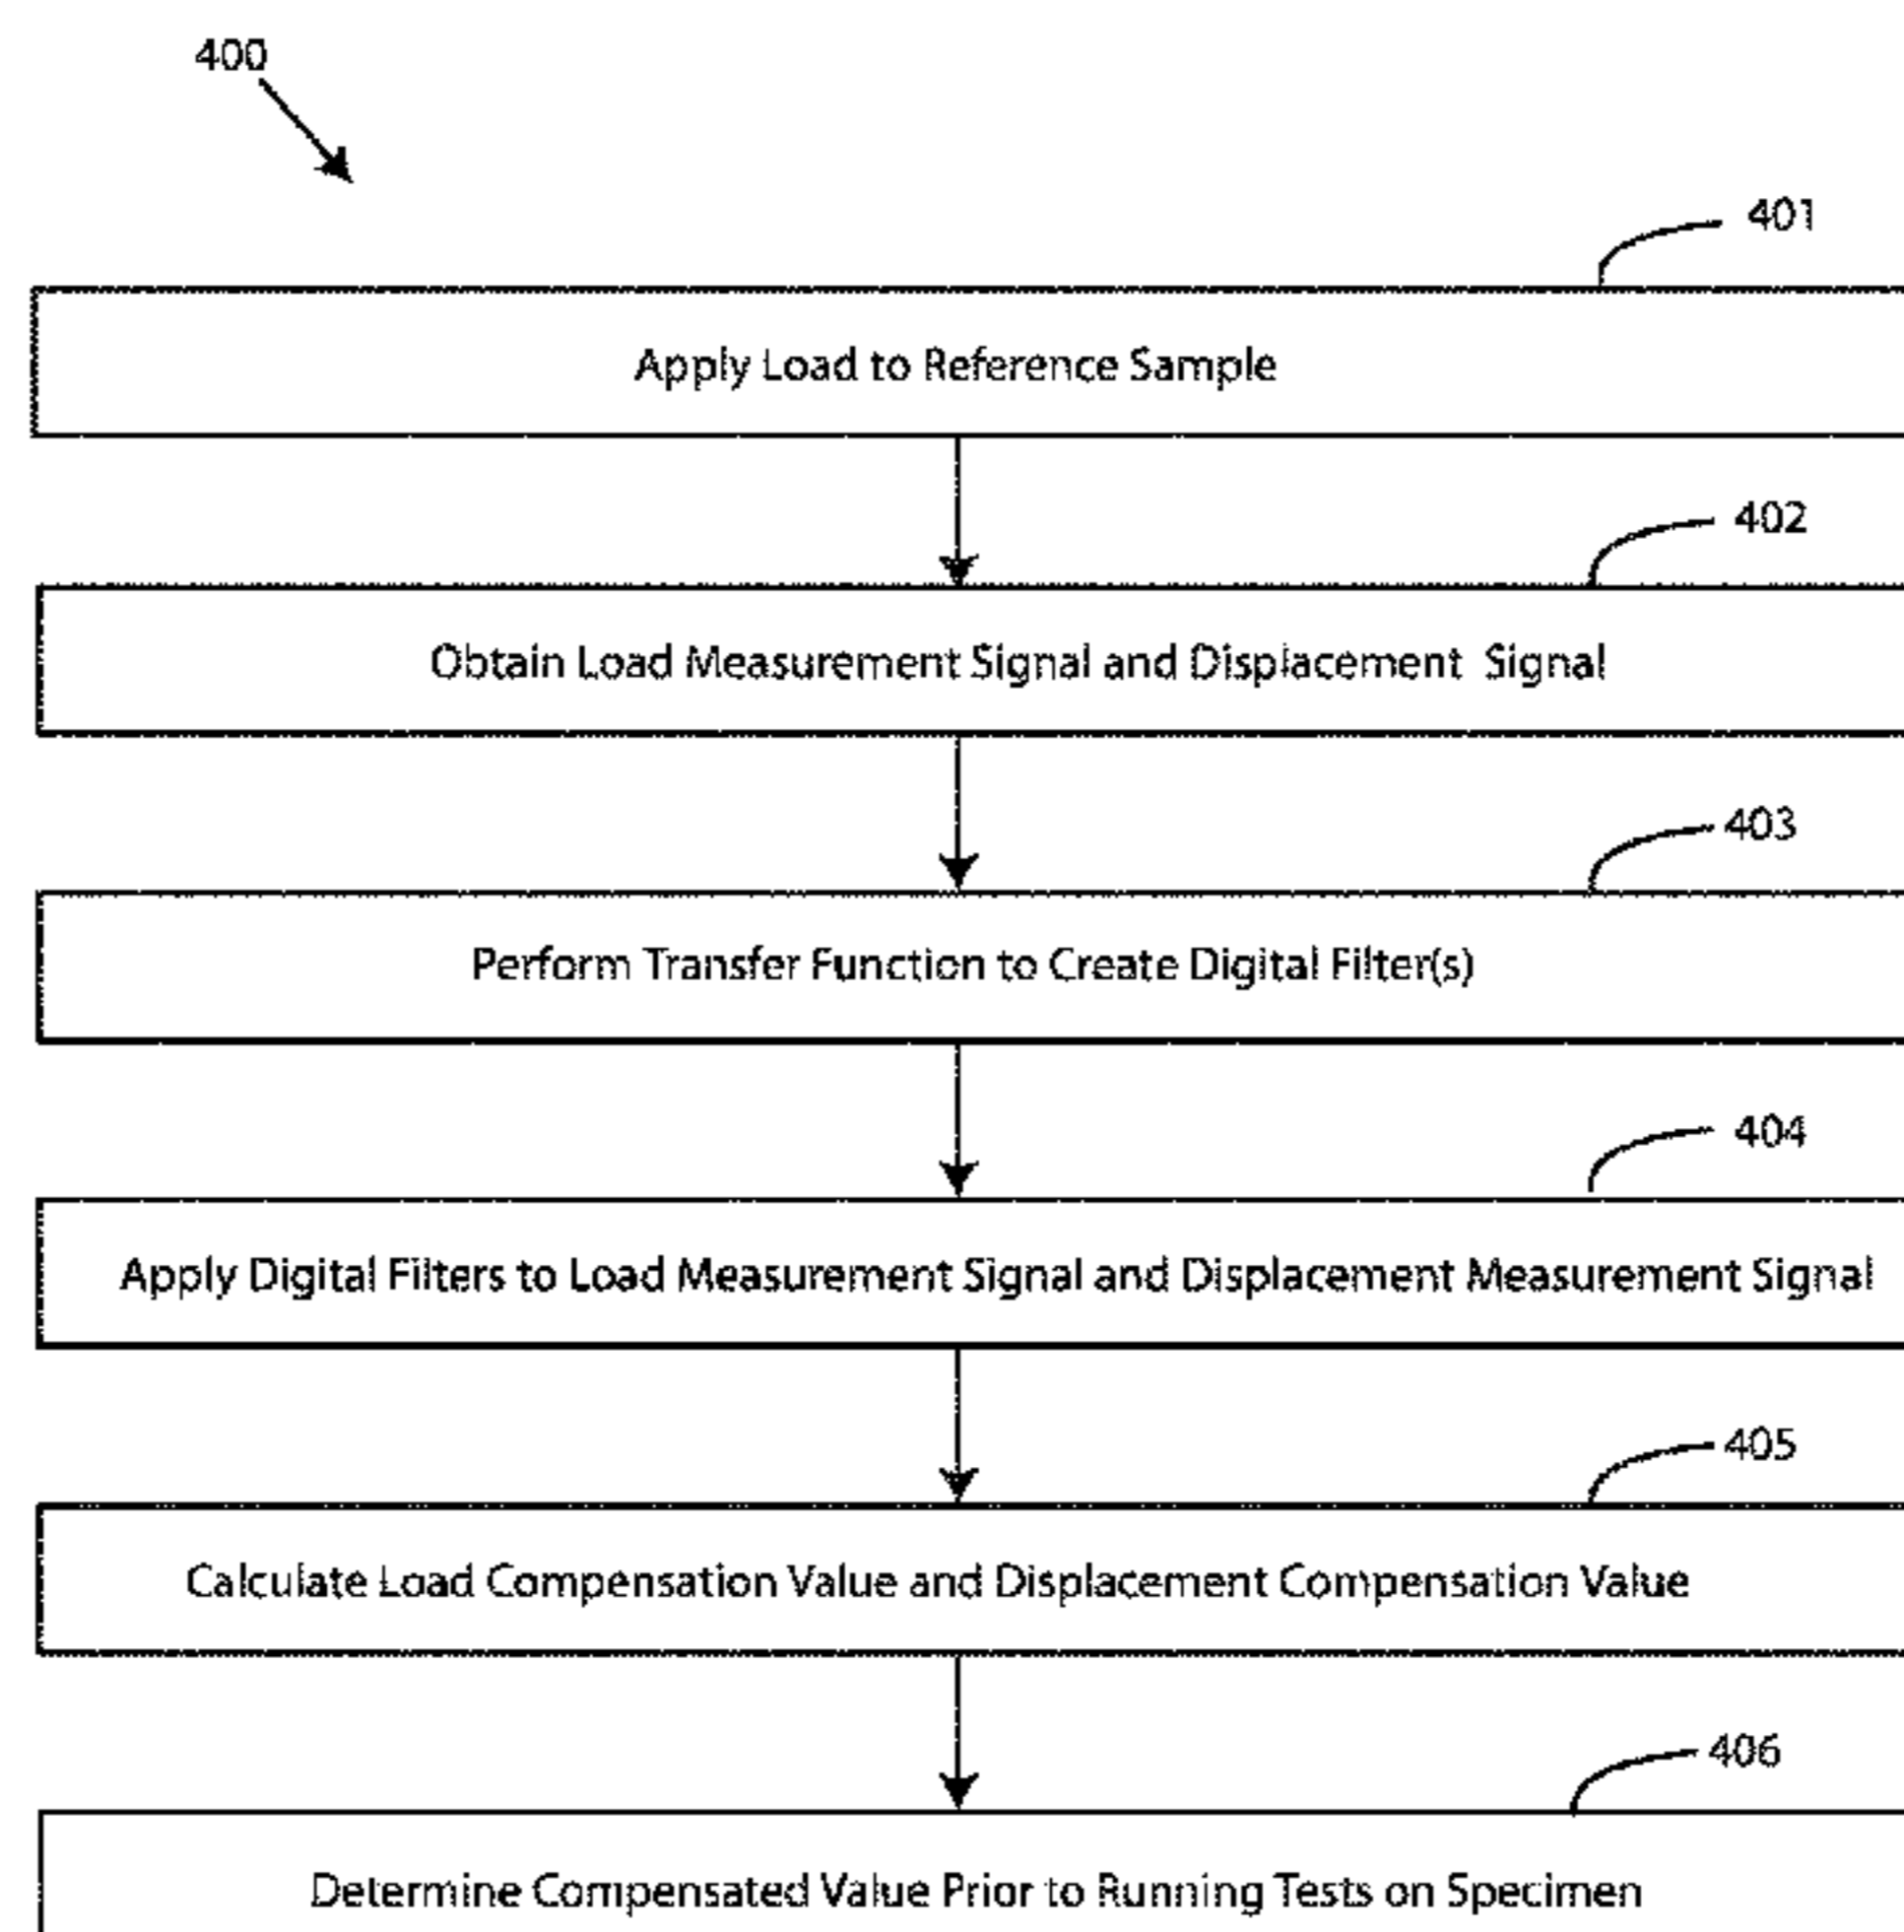 400
401
Apply Load to Reference Sample
402
Obtain Load Measurement Signal and Displacement Signal
403
Perform Transfer Function to Create Digital Filter(s)
404
Apply Digital Filters to Load Measurement Signal and Displacement Measurement Signal
405
Calculate Load Compensation Value and Displacement Compensation Value
406
Determine Compensated Value Prior to Running Tests on Specimen